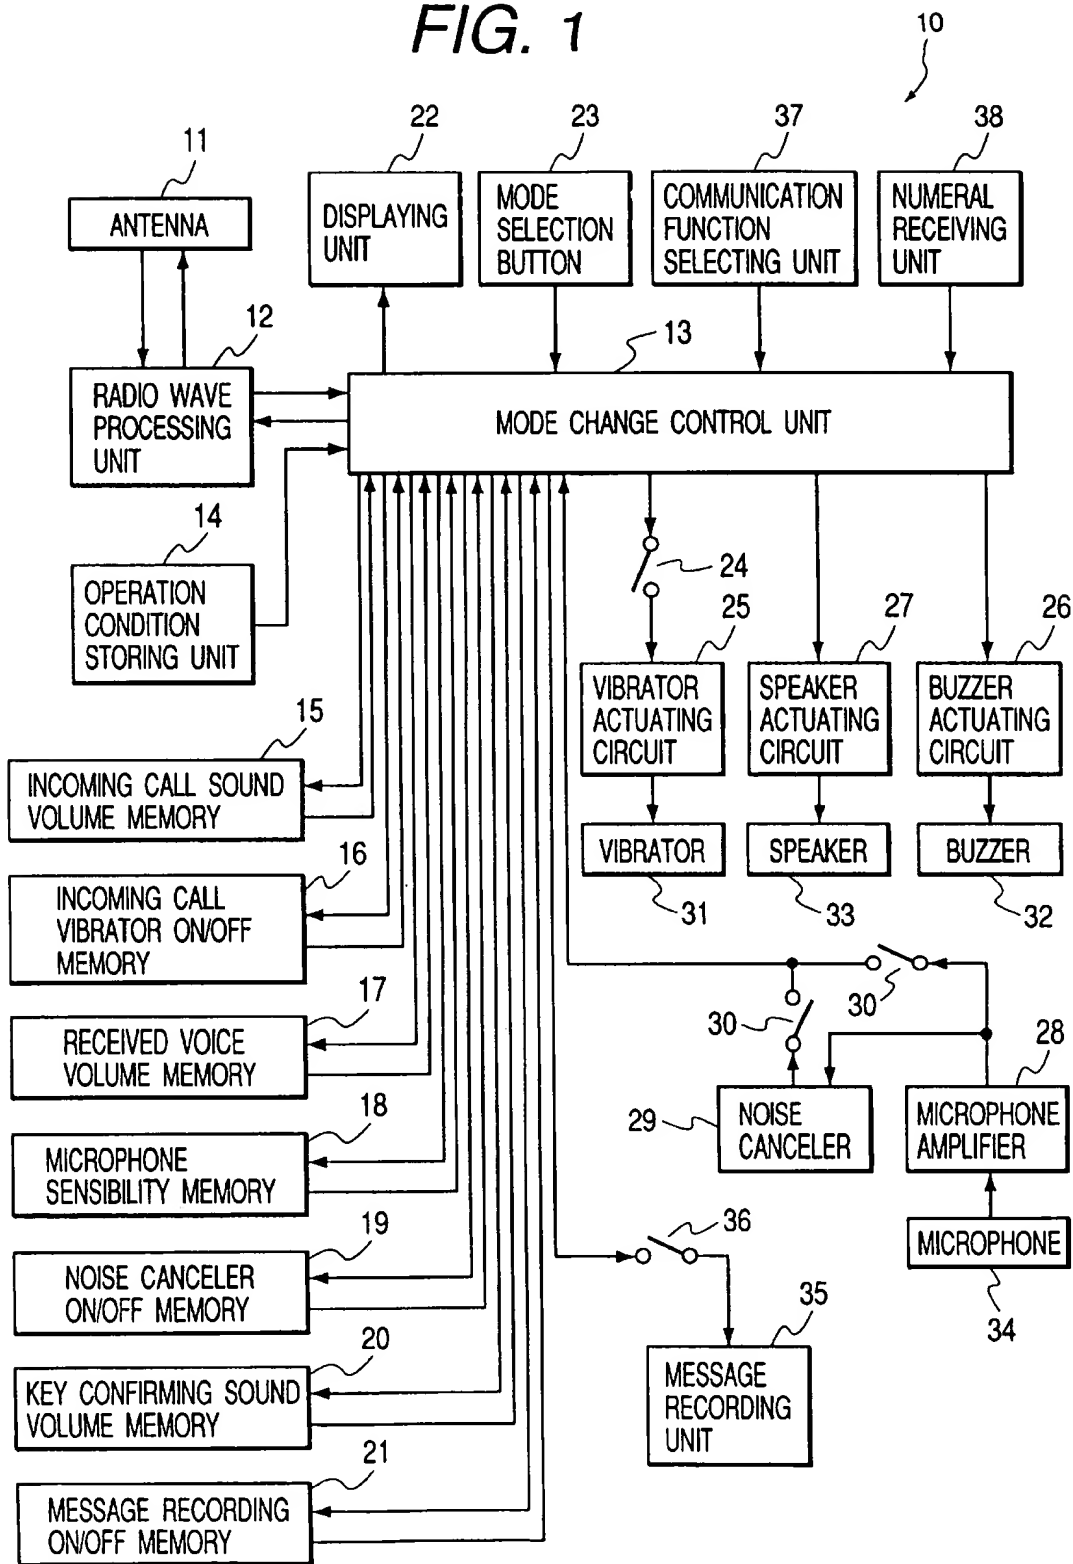 FIG. 1
10
11
22
23
37
38
ANTENNA
DISPLAYING
UNIT
MODE
SELECTION
BUTTON
COMMUNICATION
FUNCTION
SELECTING UNIT
NUMERAL
RECEIVING
UNIT
12
13
RADIO WAVE
PROCESSING
UNIT
MODE CHANGE CONTROL UNIT
14
OPERATION
CONDITION
STORING UNIT
24
25
27
26
VIBRATOR
ACTUATING
CIRCUIT
SPEAKER
ACTUATING
CIRCUIT
BUZZER
ACTUATING
CIRCUIT
15
INCOMING CALL SOUND
VOLUME MEMORY
VIBRATOR
SPEAKER
BUZZER
31
33
32
16
INCOMING CALL
VIBRATOR ON/OFF
MEMORY
30
30
17
RECEIVED VOICE
VOLUME MEMORY
28
29
NOISE
CANCELER
MICROPHONE
AMPLIFIER
18
MICROPHONE
SENSIBILITY MEMORY
MICROPHONE
34
19
NOISE CANCELER
ON/OFF MEMORY
36
35
MESSAGE
RECORDING
UNIT
20
KEY CONFIRMING SOUND
VOLUME MEMORY
21
MESSAGE RECORDING
ON/OFF MEMORY